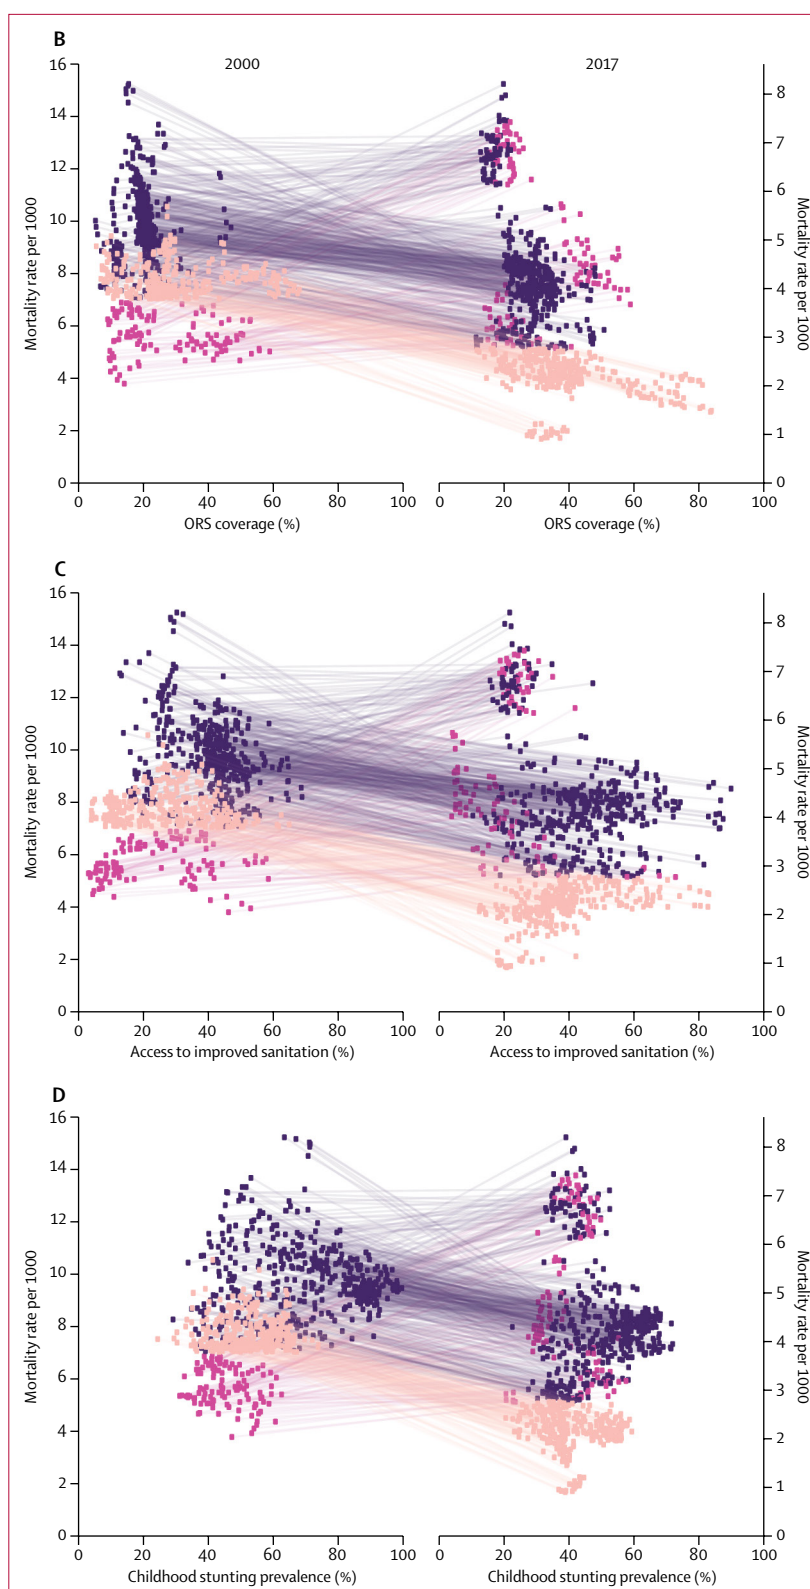 B
2000
2017
16
14
12
10
8
6
4
2
0
Mortality rate per 1000
8
7
6
5
4
3
2
1
0
Mortality rate per 1000
0 20 40 60 80 100
0 20 40 60 80 100
ORS coverage (%)
ORS coverage (%)
C
16
14
12
10
8
6
4
2
0
Mortality rate per 1000
8
7
6
5
4
3
2
1
0
Mortality rate per 1000
0 20 40 60 80 100
0 20 40 60 80 100
Access to improved sanitation (%)
Access to improved sanitation (%)
D
16
14
12
10
8
6
4
2
0
Mortality rate per 1000
8
7
6
5
4
3
2
1
0
Mortality rate per 1000
0 20 40 60 80 100
0 20 40 60 80 100
Childhood stunting prevalence (%)
Childhood stunting prevalence (%)